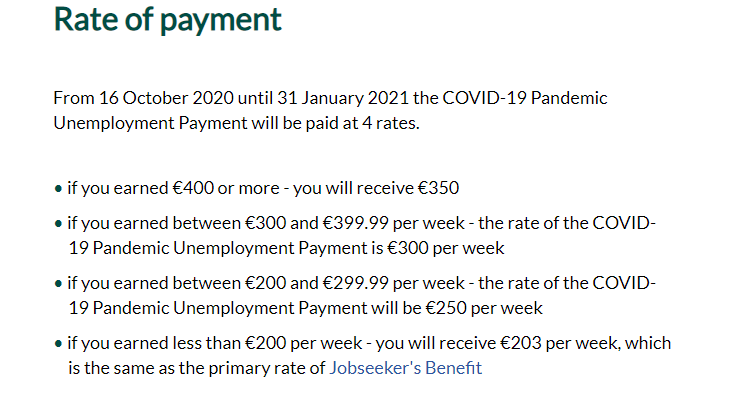 Rate of payment
From 16 October 2020 until 31 January 2021 the COVID-19 Pandemic
Unemployment Payment will be paid at 4 rates.
• if you earned €400 or more - you will receive €350
• if you earned between €300 and €399.99 per week - the rate of the COVID-
19 Pandemic Unemployment Payment is €300 per week
• if you earned between €200 and €299.99 per week - the rate of the COVID-
19 Pandemic Unemployment Payment will be €250 per week
• if you earned less than €200 per week - you will receive €203 per week, which
is the same as the primary rate of Jobseeker's Benefit